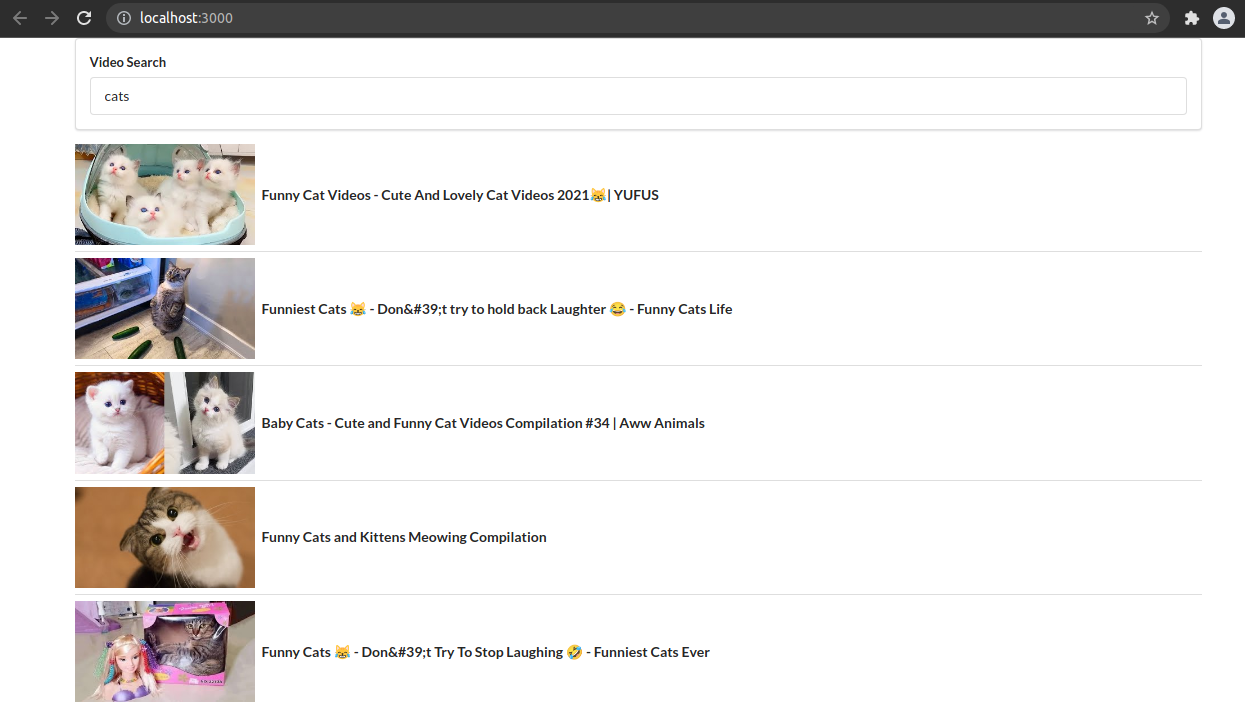 localhost:3000
Video Search
cats
Funny Cat Videos - Cute And Lovely Cat Videos 2021😹| YUFUS
Funniest Cats 😹 - Don&#39;t try to hold back Laughter 😂 - Funny Cats Life
Baby Cats - Cute and Funny Cat Videos Compilation #34 | Aww Animals
Funny Cats and Kittens Meowing Compilation
Funny Cats 😹 - Don&#39;t Try To Stop Laughing 🤣 - Funniest Cats Ever